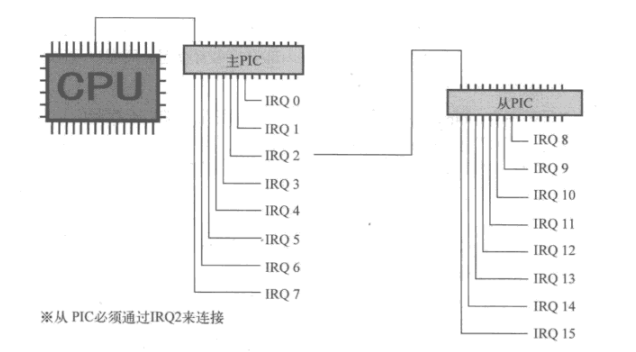 CPU
主PIC
IRQ 0
IRQ 1
IRQ 2
IRQ 3
IRQ 4
IRQ 5
IRQ 6
IRQ 7
从PIC
IRQ 8
IRQ 9
IRQ 10
IRQ 11
IRQ 12
IRQ 13
IRQ 14
IRQ 15
※从 PIC必须通过IRQ2来连接